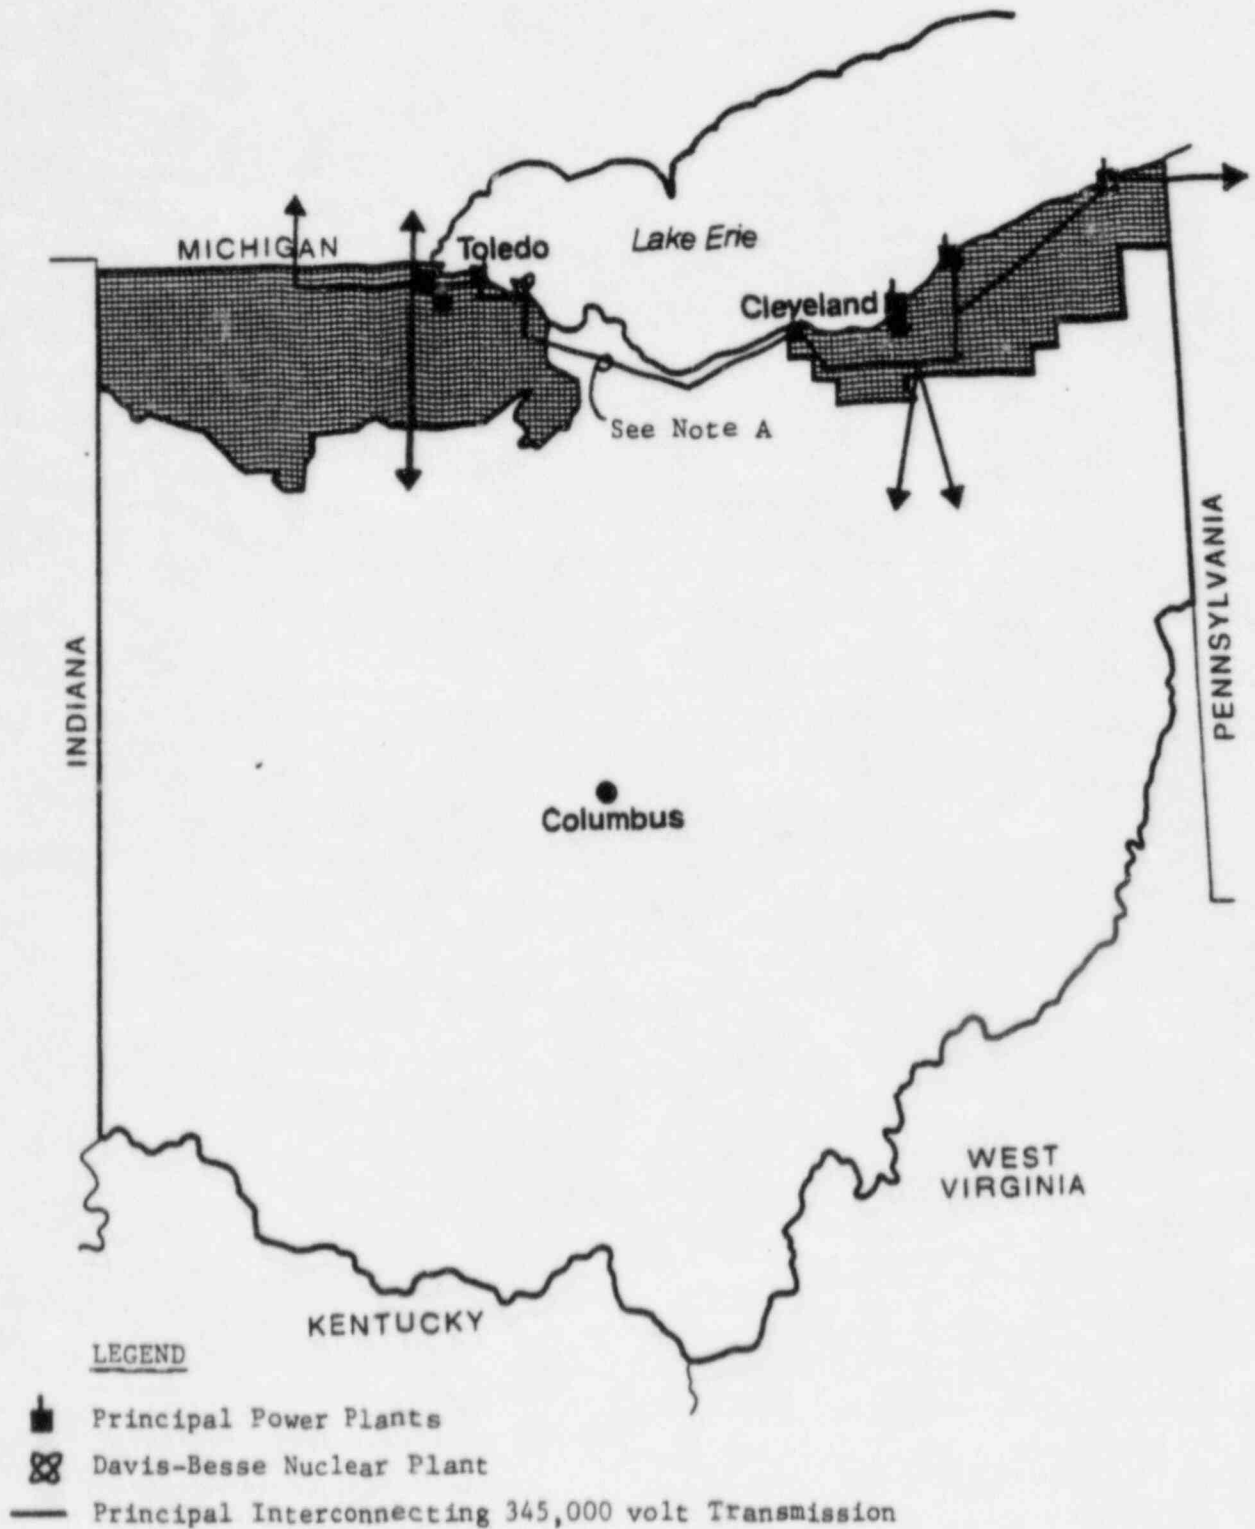 MICHIGAN
Toledo
Lake Erie
Cleveland
See Note A
INDIANA
PENNSYLVANIA
Columbus
WEST
VIRGINIA
KENTUCKY
LEGEND
Principal Power Plants
Davis-Besse Nuclear Plant
Principal Interconnecting 345,000 volt Transmission